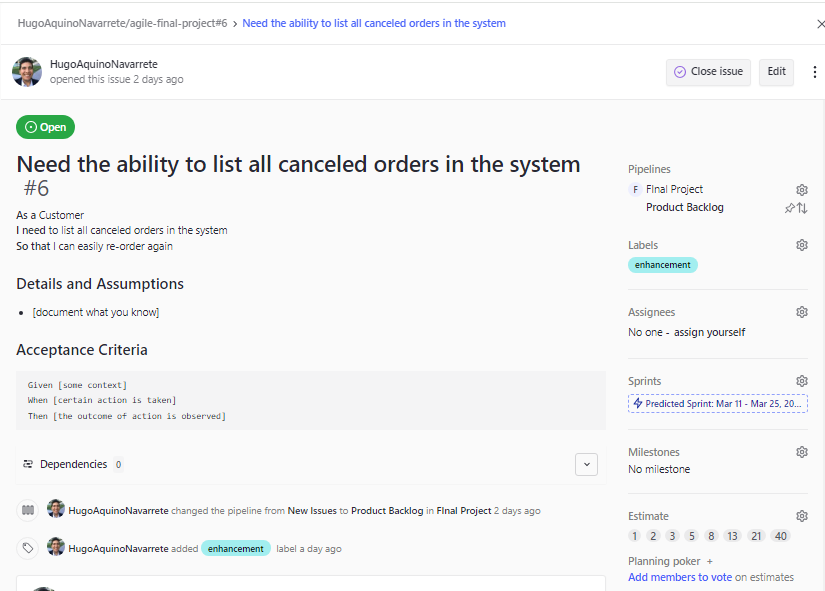 HugoAquinoNavarrete/agile-final-project#6 > Need the ability to list all canceled orders in the system
HugoAquinoNavarrete
opened this issue 2 days ago
Close issue
Edit
Open
Need the ability to list all canceled orders in the system
#6
As a Customer
I need to list all canceled orders in the system
So that I can easily re-order again
Details and Assumptions
• [document what you know]
Acceptance Criteria
Given [some context]
When [certain action is taken]
Then [the outcome of action is observed]
Dependencies 0
HugoAquinoNavarrete changed the pipeline from New Issues to Product Backlog in FInal Project 2 days ago
HugoAquinoNavarrete added enhancement label a day ago
Pipelines
F FInal Project
Product Backlog
Labels
enhancement
Assignees
No one - assign yourself
Sprints
Predicted Sprint: Mar 11 - Mar 25, 20...
Milestones
No milestone
Estimate
1 2 3 5 8 13 21 40
Planning poker +
Add members to vote on estimates